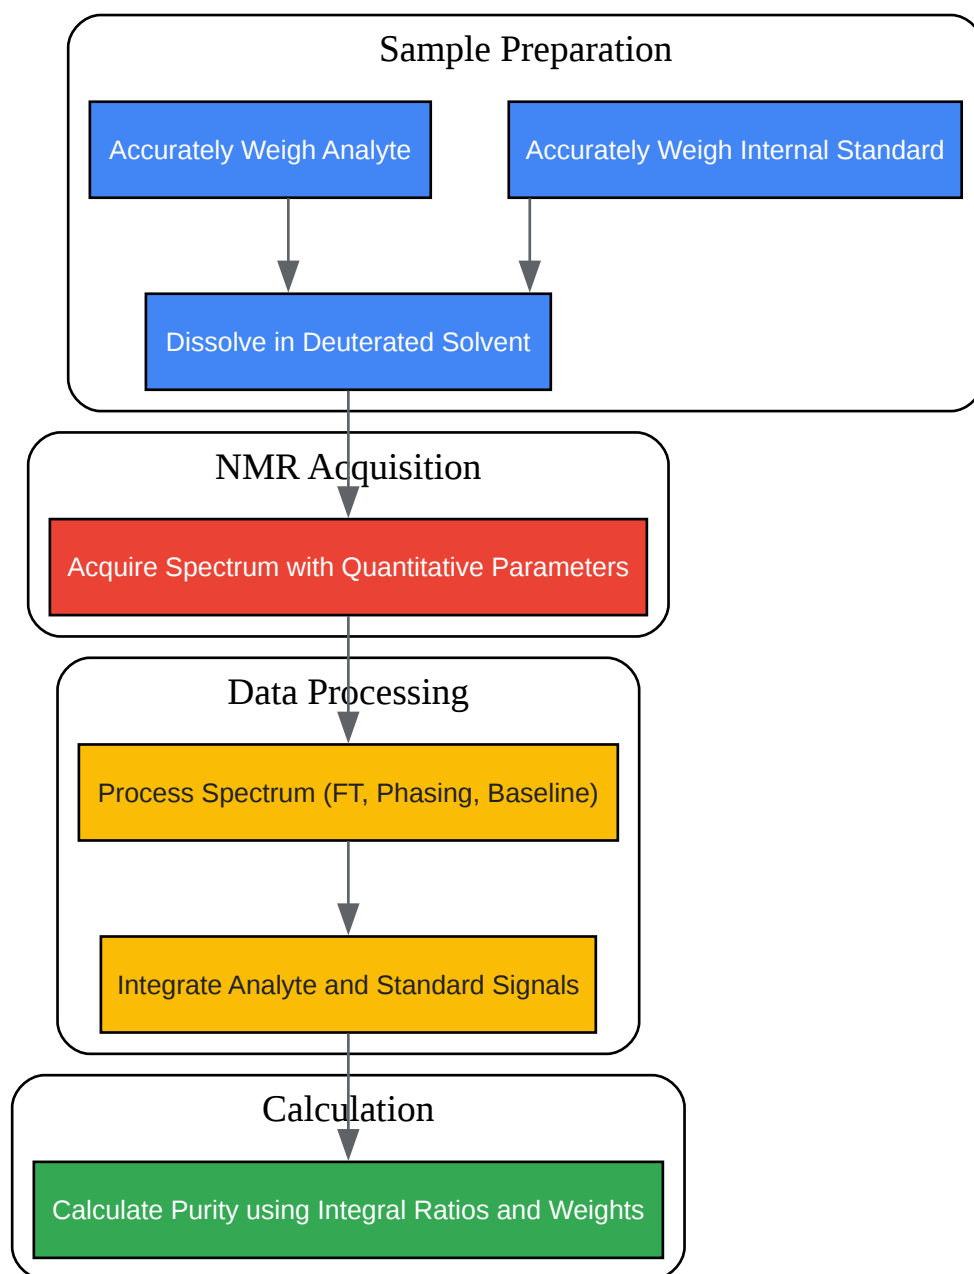 Sample Preparation
Accurately Weigh Analyte
Accurately Weigh Internal Standard
Dissolve in Deuterated Solvent
NMR Acquisition
Acquire Spectrum with Quantitative Parameters
Data Processing
Process Spectrum (FT, Phasing, Baseline)
Integrate Analyte and Standard Signals
Calculation
Calculate Purity using Integral Ratios and Weights